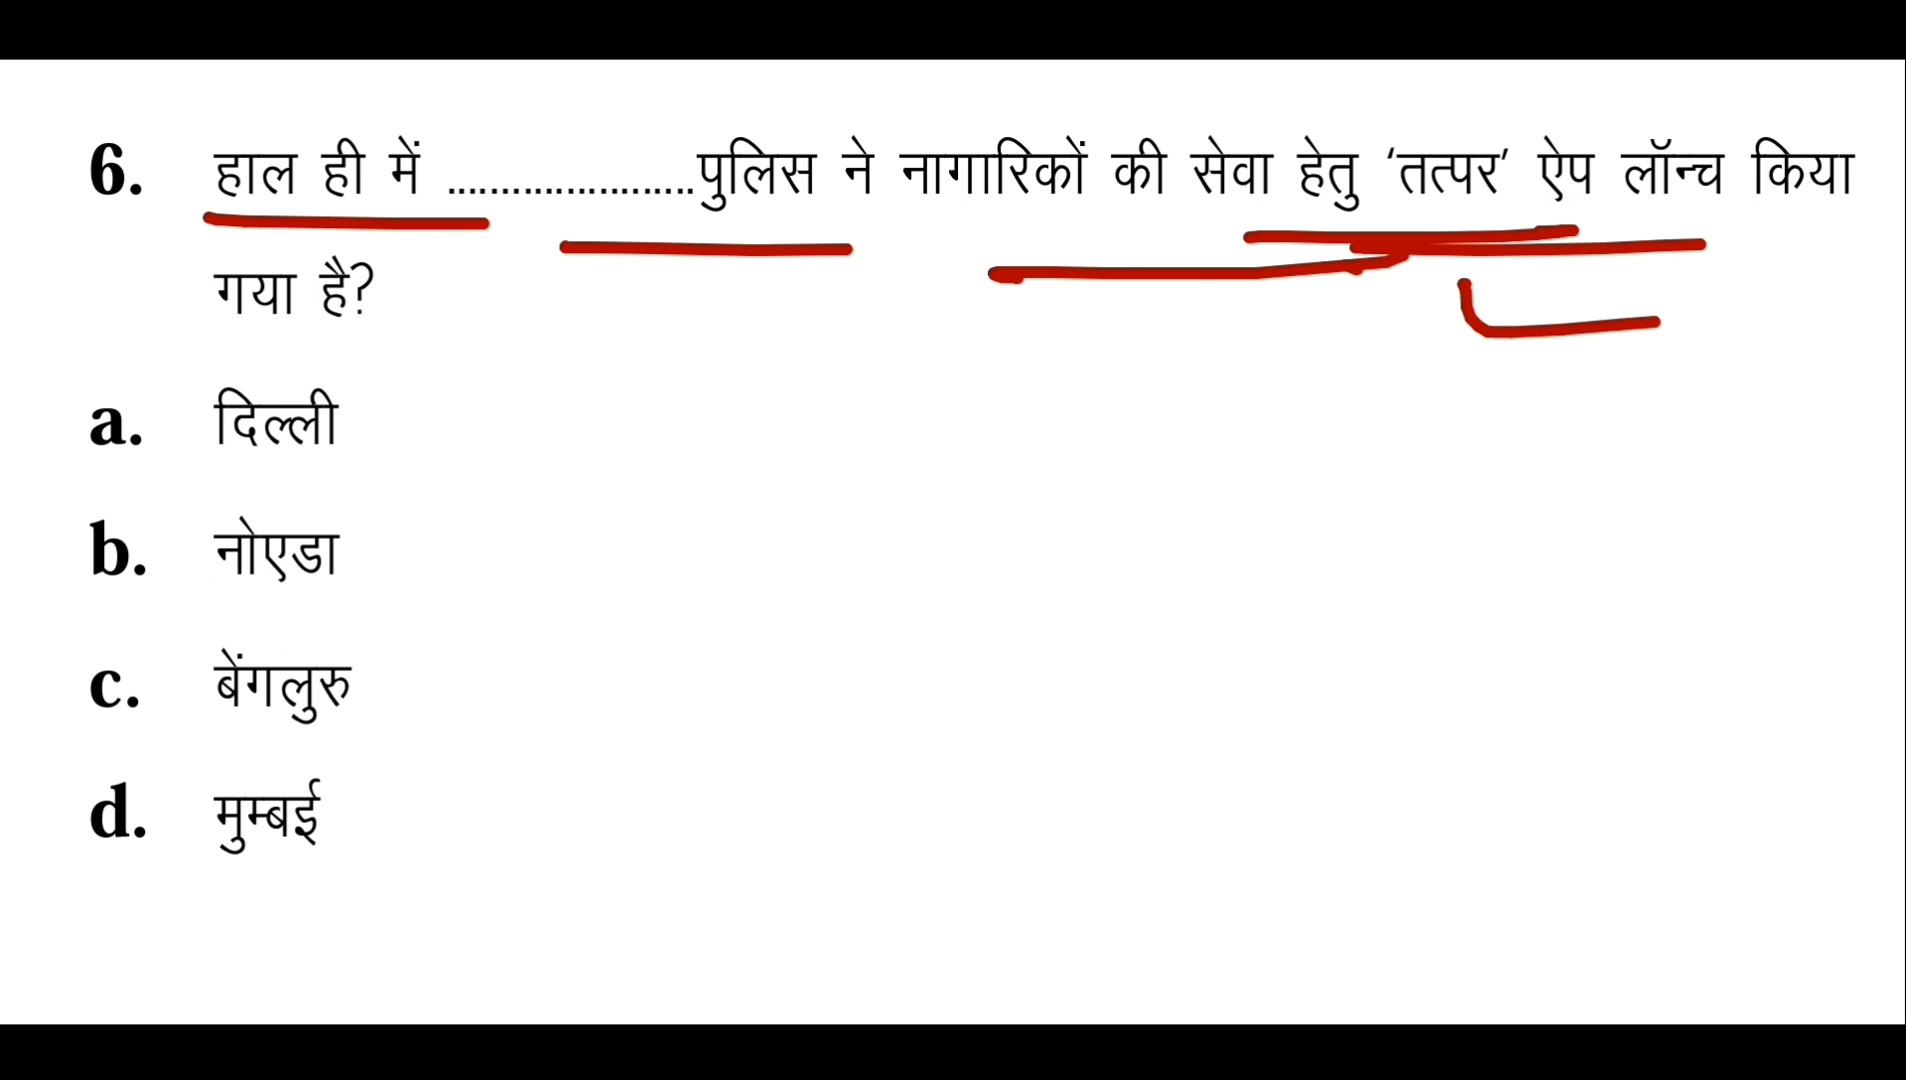 6. हाल ही में ......................पुलिस ने नागारिकों की सेवा हेतु ‘तत्पर’ ऐप लॉन्च किया
गया है?
a. दिल्ली
b. नोएडा
c. बेंगलुरु
d. मुम्बई